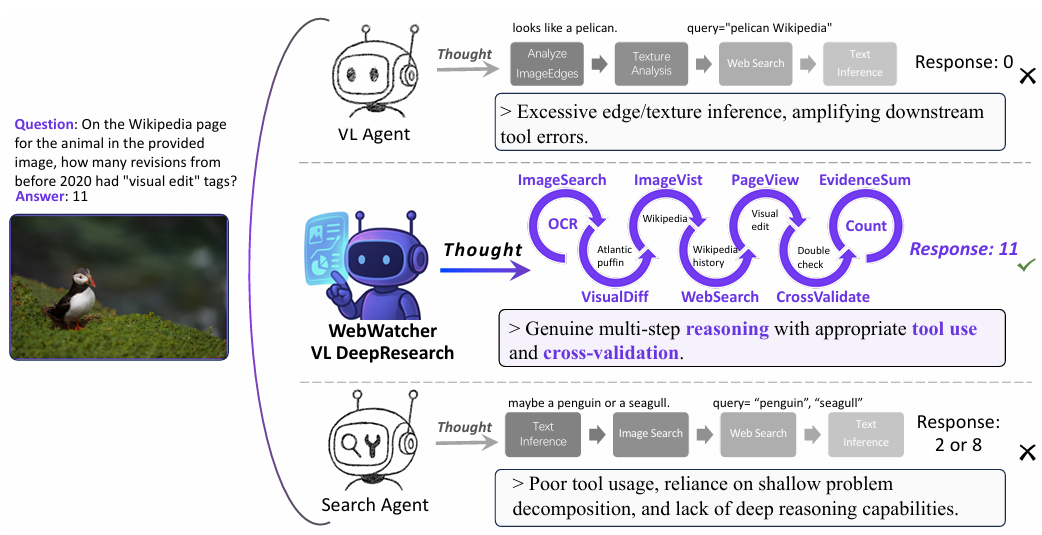 Question: On the Wikipedia page
for the animal in the provided
image, how many revisions from
before 2020 had "visual edit" tags?
Answer: 11
looks like a pelican.
query="pelican Wikipedia"
Thought
Analyze
ImageEdges
Texture
Analysis
Web Search
Text
Inference
Response: 0
VL Agent
> Excessive edge/texture inference, amplifying downstream
tool errors.
ImageSearch
ImageVist
PageView
EvidenceSum
OCR
Wikipedia
Visual
edit
Count
Thought
Atlantic
puffin
Wikipedia
history
Double
check
Response: 11
VisualDiff
WebSearch
CrossValidate
WebWatcher
VL DeepResearch
> Genuine multi-step reasoning with appropriate tool use
and cross-validation.
maybe a penguin or a seagull.
query= “penguin”, “seagull”
Thought
Text
Inference
Image Search
Web Search
Text
Inference
Response:
2 or 8
Search Agent
> Poor tool usage, reliance on shallow problem
decomposition, and lack of deep reasoning capabilities.